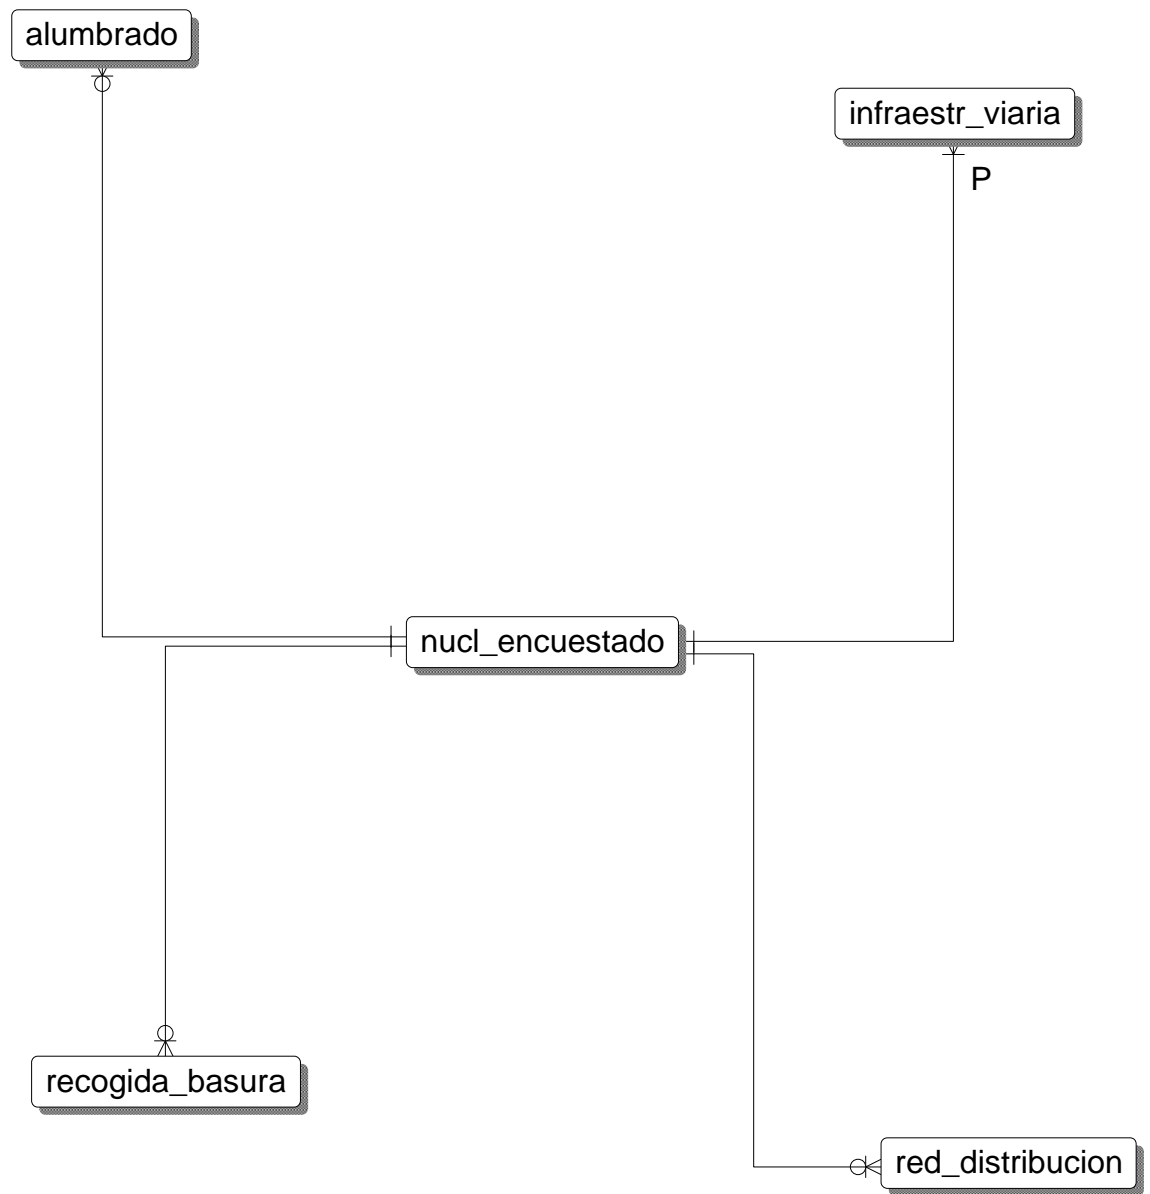 alumbrado
infraestr_viaria
P
nucl_encuestado
recogida_basura
red_distribucion